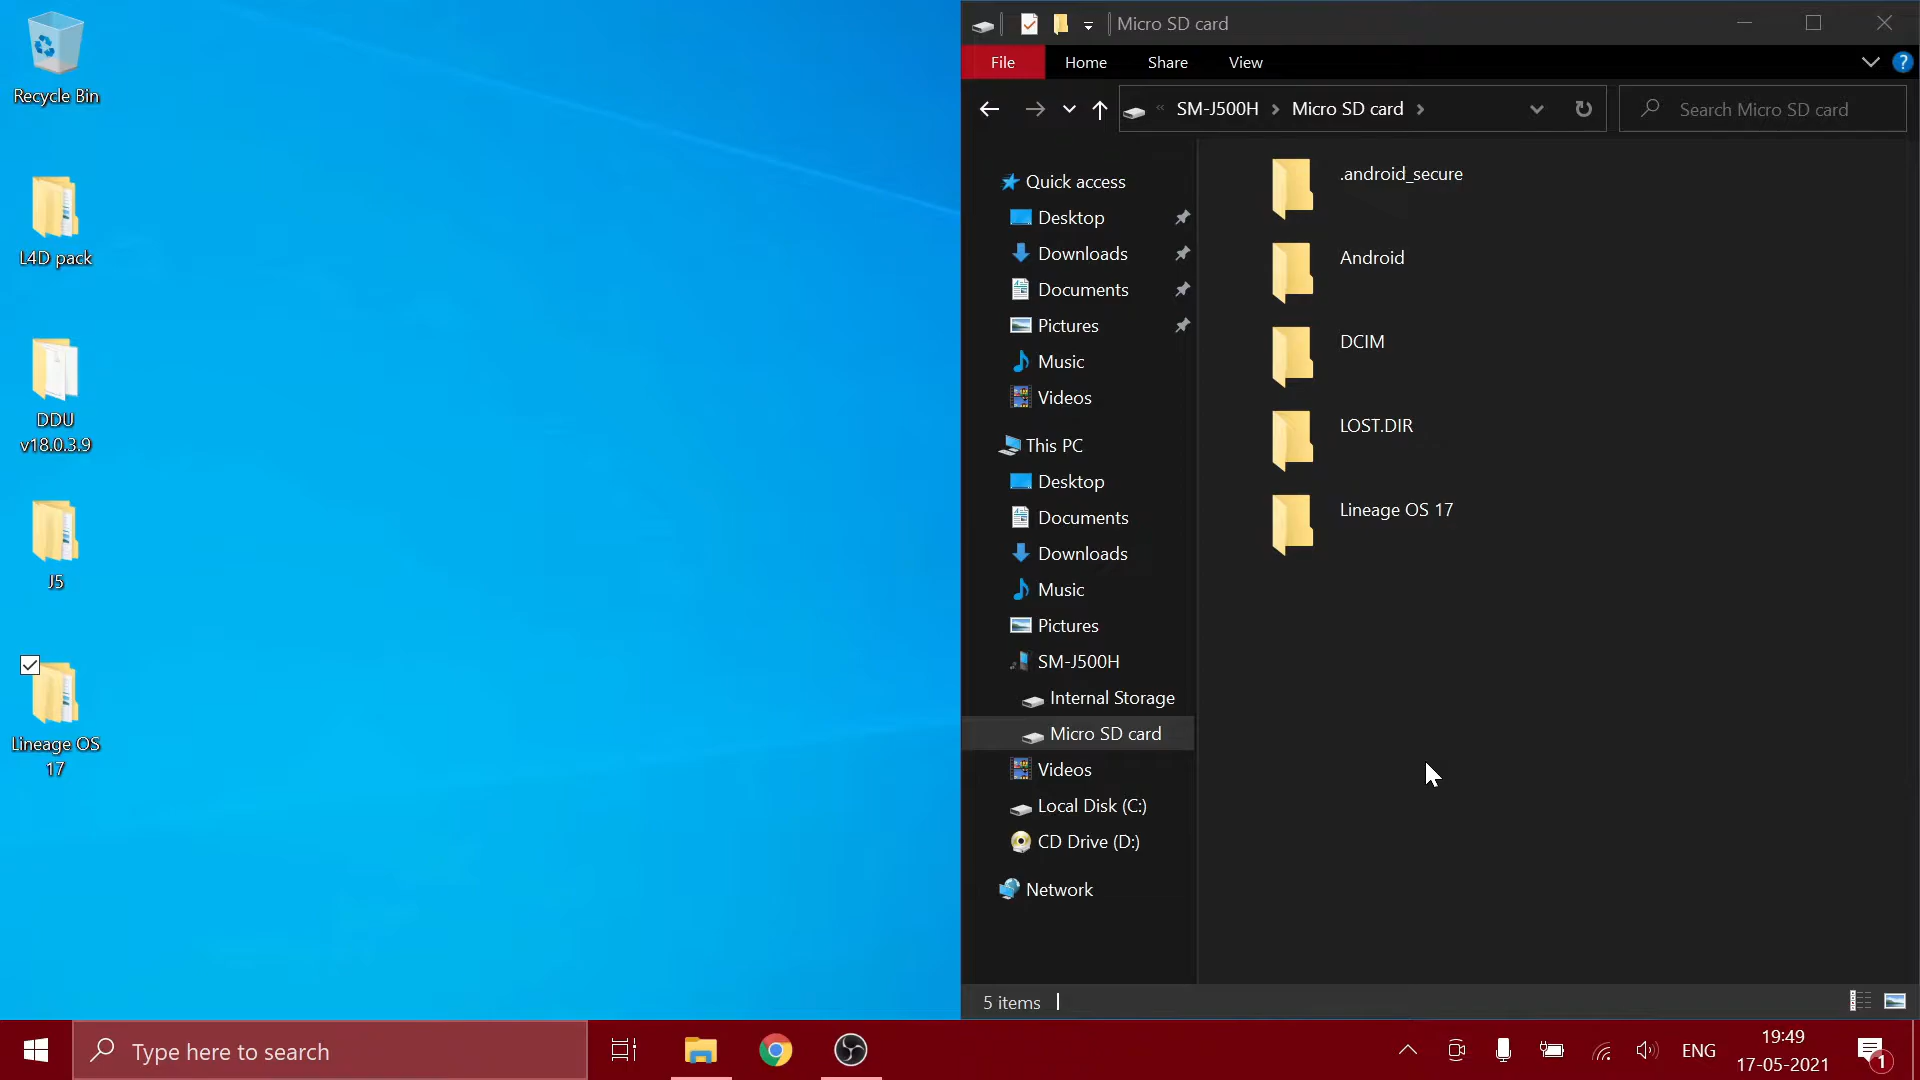 Recycle Bin
L4D pack
DDU
v18.0.3.9
J5
Lineage OS
17
Micro SD card
File
Home
Share
View
?
« SM-J500H > Micro SD card >
Search Micro SD card
Quick access
Desktop
Downloads
Documents
Pictures
Music
Videos
This PC
Desktop
Documents
Downloads
Music
Pictures
SM-J500H
Internal Storage
Micro SD card
Videos
Local Disk (C:)
CD Drive (D:)
Network
.android_secure
Android
DCIM
LOST.DIR
Lineage OS 17
5 items
Type here to search
ENG
19:49
17-05-2021
1